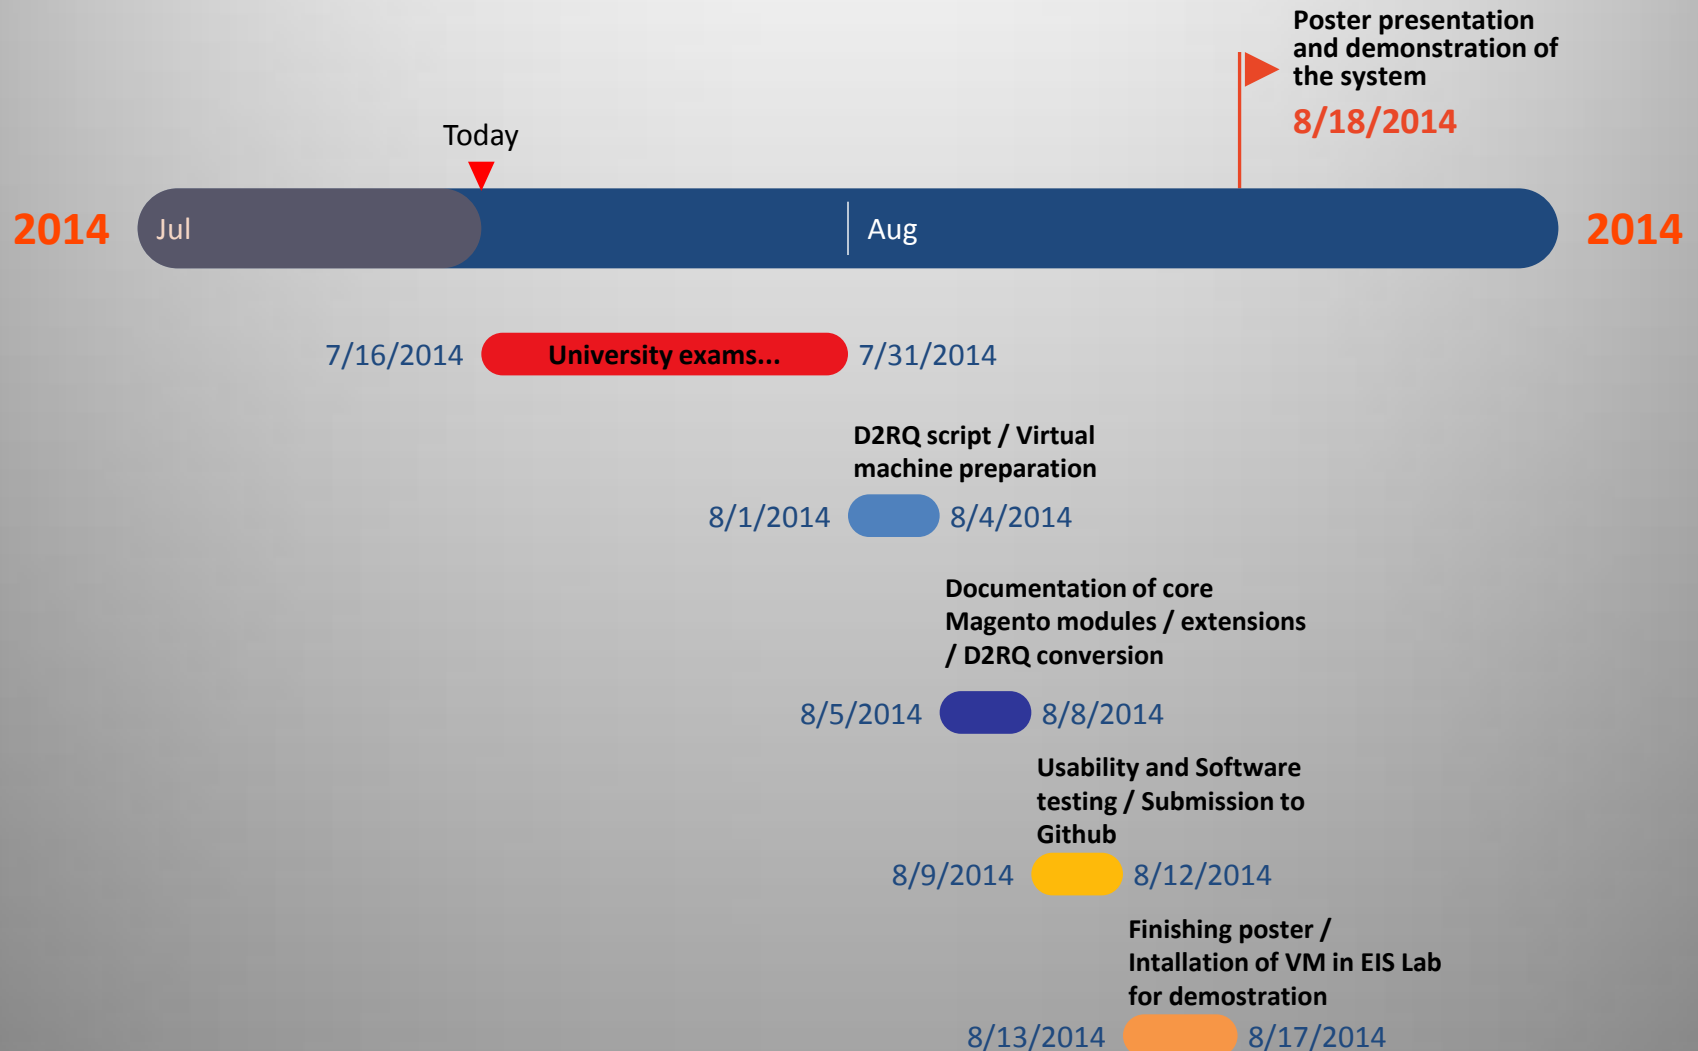 Poster presentation
and demonstration of
the system
8/18/2014
Today
2014
Jul
Aug
2014
7/16/2014
University exams...
7/31/2014
D2RQ script / Virtual
machine preparation
8/1/2014
8/4/2014
Documentation of core
Magento modules / extensions
/ D2RQ conversion
8/5/2014
8/8/2014
Usability and Software
testing / Submission to
Github
8/9/2014
8/12/2014
Finishing poster /
Intallation of VM in EIS Lab
for demostration
8/13/2014
8/17/2014